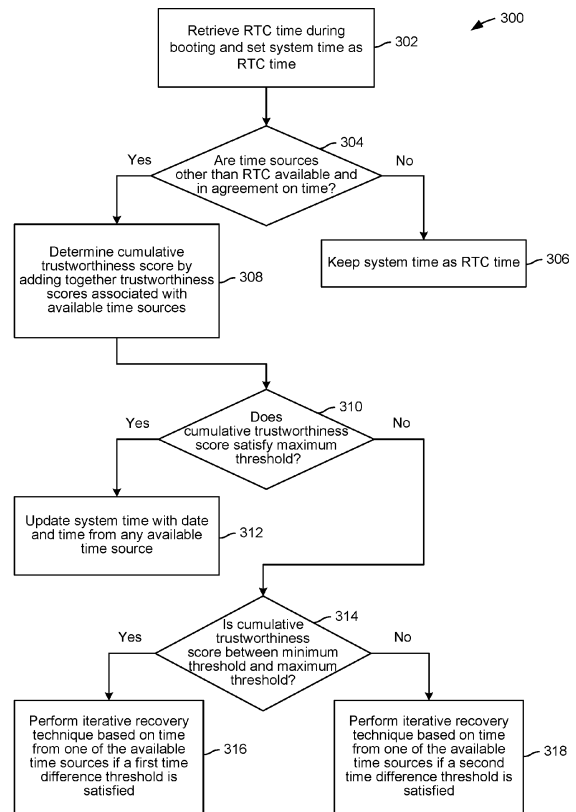 300
Retrieve RTC time during
booting and set system time as
RTC time
302
304
Yes
Are time sources
other than RTC available and
in agreement on time?
No
Determine cumulative
trustworthiness score by
adding together trustworthiness
scores associated with
available time sources
308
Keep system time as RTC time
306
310
Yes
Does
cumulative trustworthiness
score satisfy maximum
threshold?
No
Update system time with date
and time from any available
time source
312
314
Yes
Is cumulative
trustworthiness
score between minimum
threshold and maximum
threshold?
No
Perform iterative recovery
technique based on time
from one of the available
time sources if a first time
difference threshold is
satisfied
316
Perform iterative recovery
technique based on time
from one of the available
time sources if a second
time difference threshold is
satisfied
318